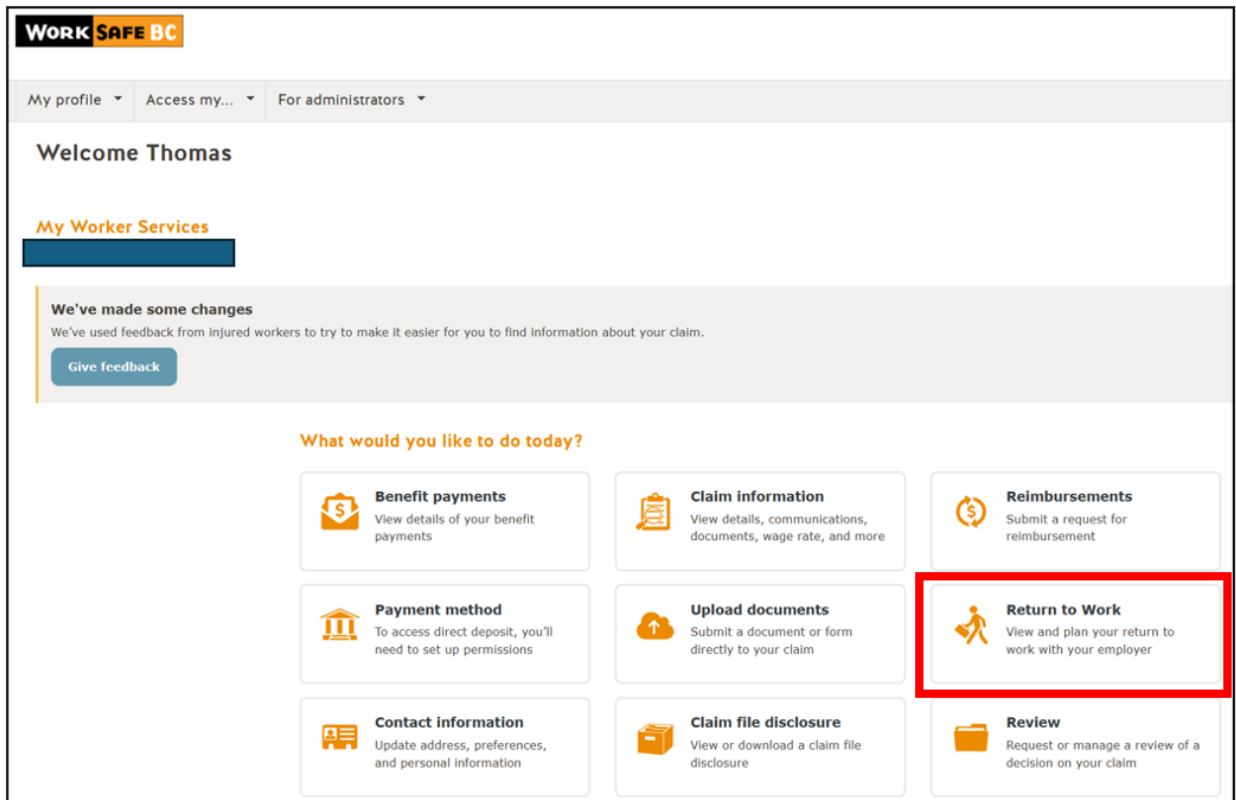 WORK SAFE BC
My profile Access my... For administrators
Welcome Thomas
My Worker Services
We've made some changes
We've used feedback from injured workers to try to make it easier for you to find information about your claim.
Give feedback
What would you like to do today?
Benefit payments
View details of your benefit
payments
Claim information
View details, communications,
documents, wage rate, and more
Reimbursements
Submit a request for
reimbursement
Payment method
To access direct deposit, you'll
need to set up permissions
Upload documents
Submit a document or form
directly to your claim
Return to Work
View and plan your return to
work with your employer
Contact information
Update address, preferences,
and personal information
Claim file disclosure
View or download a claim file
disclosure
Review
Request or manage a review of a
decision on your claim